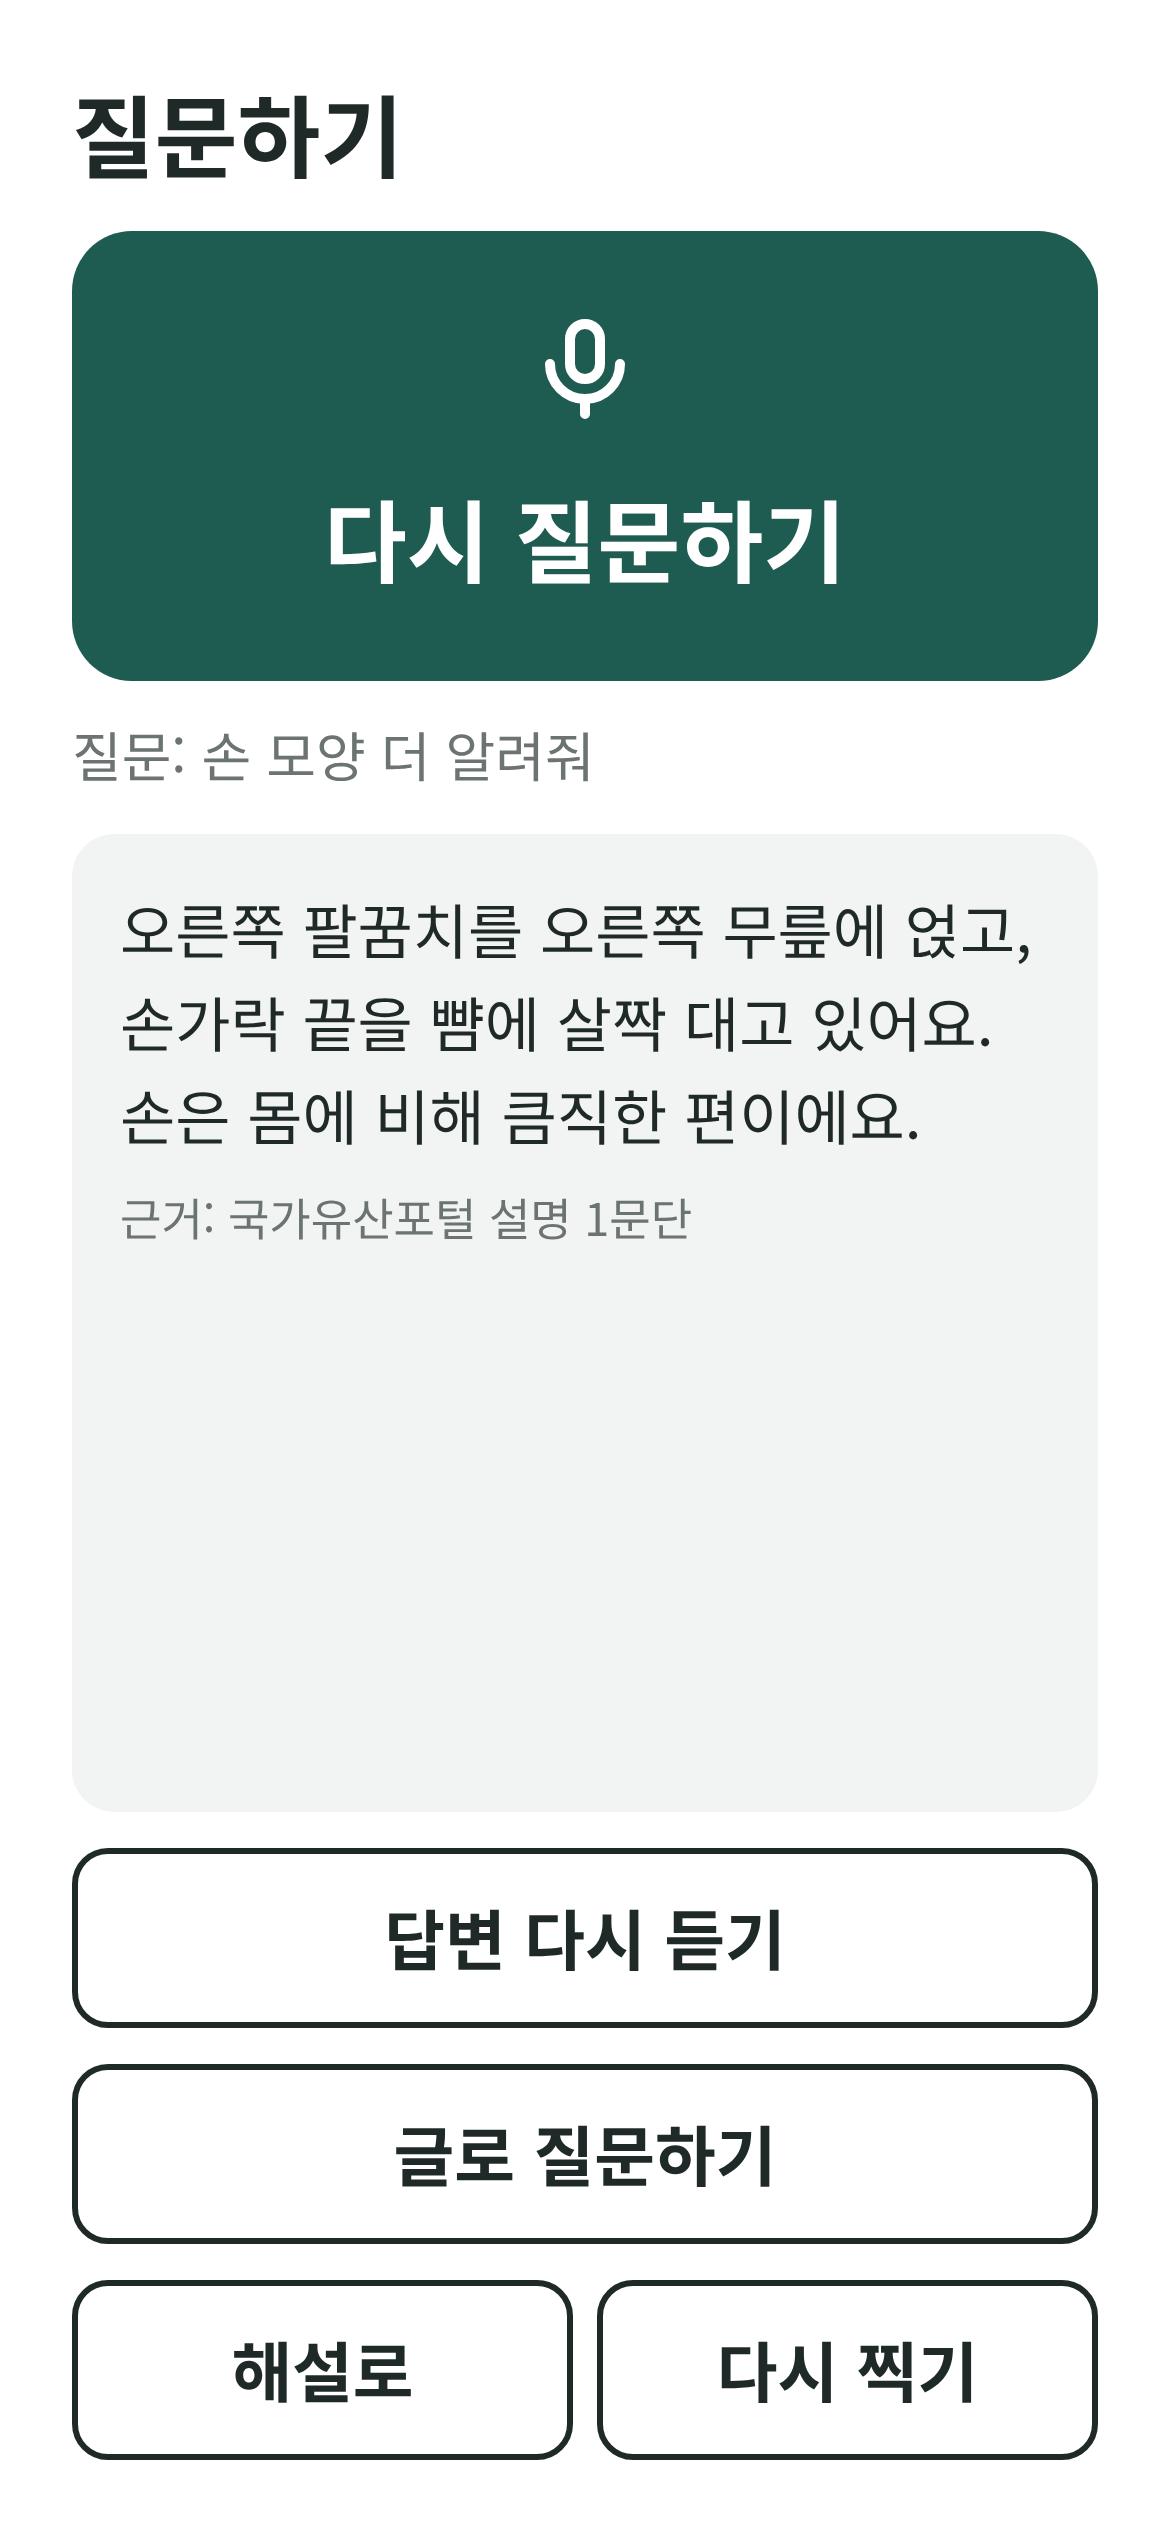 질문하기
다시 질문하기
질문: 손 모양 더 알려줘
오른쪽 팔꿈치를 오른쪽 무릎에 얹고,
손가락 끝을 뺨에 살짝 대고 있어요.
손은 몸에 비해 큼직한 편이에요.
근거: 국가유산포털 설명 1문단
답변 다시 듣기
글로 질문하기
해설로
다시 찍기